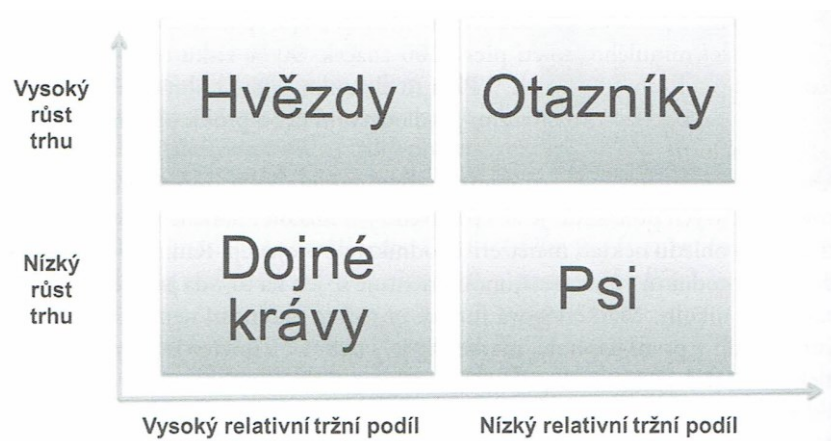 Vysoký
růst
trhu
Hvězdy
Otazníky
Nízký
růst
trhu
Dojné
krávy
Psi
Vysoký relativní tržní podíl
Nízký relativní tržní podíl